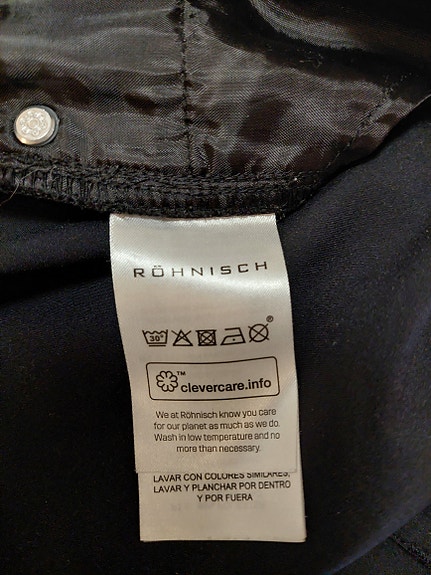 RÖHNISCH
30°
®
™
clevercare.info
We at Röhnisch know you care
for our planet as much as we do.
Wash in low temperature and no
more than necessary.
LAVAR CON COLORES SIMILARES,
LAVAR Y PLANCHAR POR DENTRO
Y POR FUERA